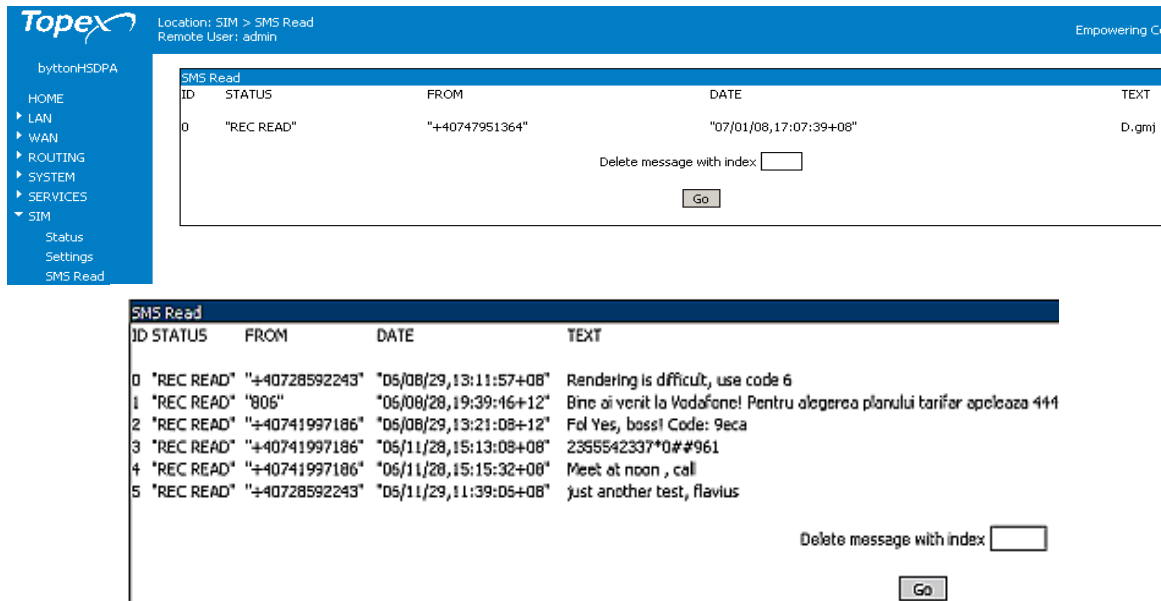 Topex
Location: SIM > SMS Read
Remote User: admin
Empowering
byttonHSDPA
HOME
LAN
WAN
ROUTING
SYSTEM
SERVICES
SIM
Status
Settings
SMS Read
SMS Read
ID STATUS FROM DATE TEXT
0 "REC READ" "+40747951364" "07/01/08,17:07:39+08" D.gmj
Delete message with index
Go
SMS Read
ID STATUS FROM DATE TEXT
0 "REC READ" "+40728592243" "06/08/29,13:11:57+08" Rendering is difficult, use code 6
1 "REC READ" "806" "06/08/28,19:39:46+12" Bine ai venit la Vodafone! Pentru alegerea planului tarifar apeleaza 444
2 "REC READ" "+40741997186" "06/08/29,13:21:08+12" Fol Yes, boss! Code: 9eca
3 "REC READ" "+40741997186" "06/11/28,15:13:08+08" 2355542337*0##961
4 "REC READ" "+40741997186" "06/11/28,15:15:32+08" Meet at noon , call
5 "REC READ" "+40728592243" "06/11/29,11:39:05+08" just another test, flavius
Delete message with index
Go